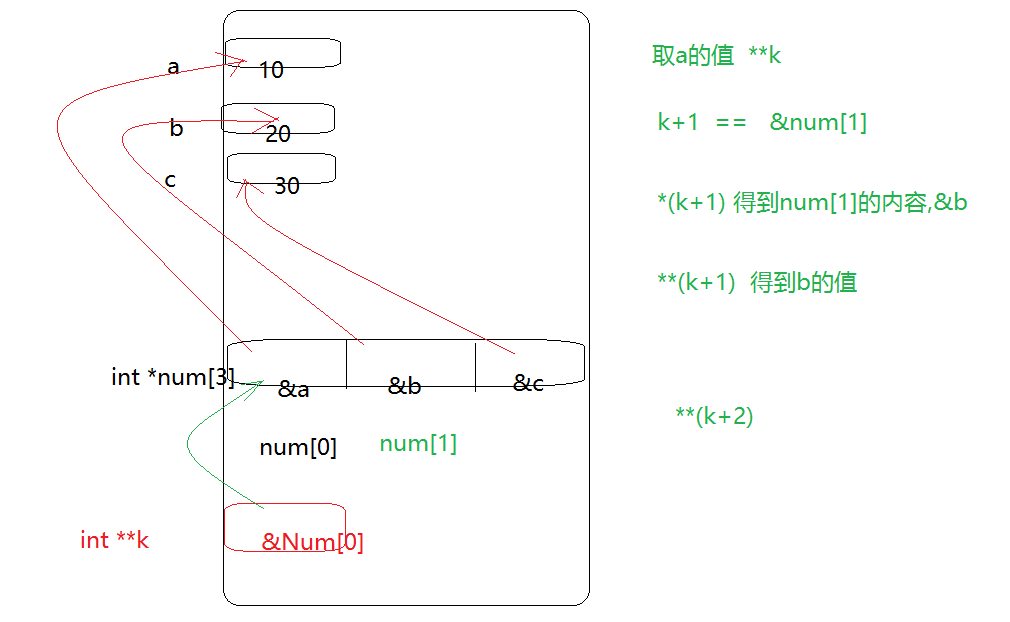 a
10
b
20
c
30
int *num[3]
&a
&b
&c
num[0]
num[1]
int **k
&Num[0]
取a的值 **k
k+1 == &num[1]
*(k+1) 得到num[1]的内容,&b
**(k+1) 得到b的值
**(k+2)